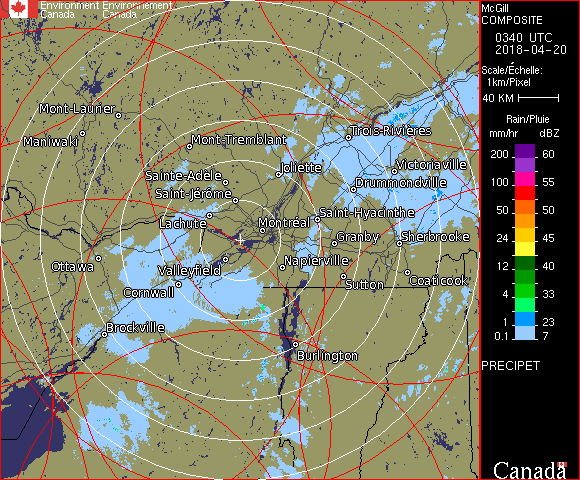 Environment Environnement
Canada Canada
McGill
COMPOSITE
0340 UTC
2018-04-20
Scale/Échelle:
1km/Pixel
40 KM
Rain/Pluie
mm/hr dBZ
200 60
192 57
100 55
50 50
24 45
12 40
4 33
1 23
0.1 7
PRECIPET
Canada
Mont-Laurier
Maniwaki
Mont-Tremblant
Trois-Rivières
Joliette
Victoriaville
Sainte-Adèle
Drummondville
Saint-Jérôme
Lachute
Saint-Hyacinthe
Montréal
Granby
Sherbrooke
Ottawa
Valleyfield
Napierville
Cornwall
Sutton
Coaticook
Brockville
Burlington